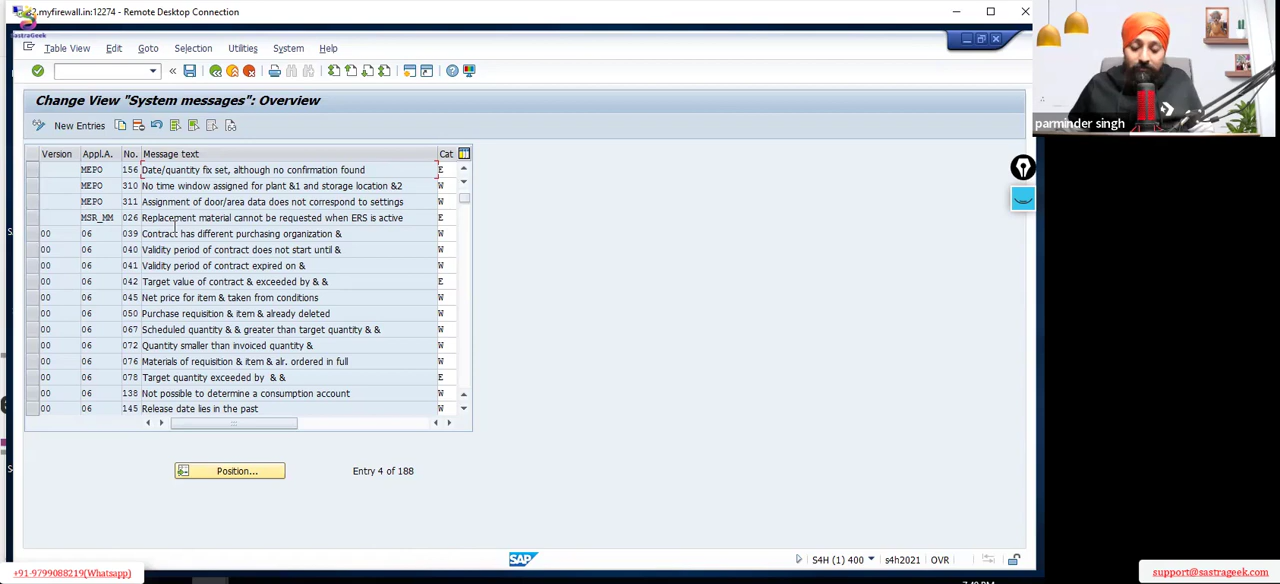 s2.myfirewall.in:12274 - Remote Desktop Connection
SastraGeek
Table View Edit Goto Selection Utilities System Help
Change View "System messages": Overview
New Entries
Version Appl.A. No. Message text Cat
MEPO 156 Date/quantity fix set, although no confirmation found E
MEPO 310 No time window assigned for plant &1 and storage location &2 W
MEPO 311 Assignment of door/area data does not correspond to settings W
MSR_MM 026 Replacement material cannot be requested when ERS is active E
00 06 039 Contract has different purchasing organization & W
00 06 040 Validity period of contract does not start until & W
00 06 041 Validity period of contract expired on & W
00 06 042 Target value of contract & exceeded by & & E
00 06 045 Net price for item & taken from conditions W
00 06 050 Purchase requisition & item & already deleted W
00 06 067 Scheduled quantity & & greater than target quantity & & W
00 06 072 Quantity smaller than invoiced quantity & W
00 06 076 Materials of requisition & item & alr. ordered in full W
00 06 078 Target quantity exceeded by & & E
00 06 138 Not possible to determine a consumption account W
00 06 145 Release date lies in the past W
Position...
Entry 4 of 188
SAP
S4H (1) 400 s4h2021 OVR
parminder singh
+91-9799088219(Whatsapp)
support@sastrageek.com